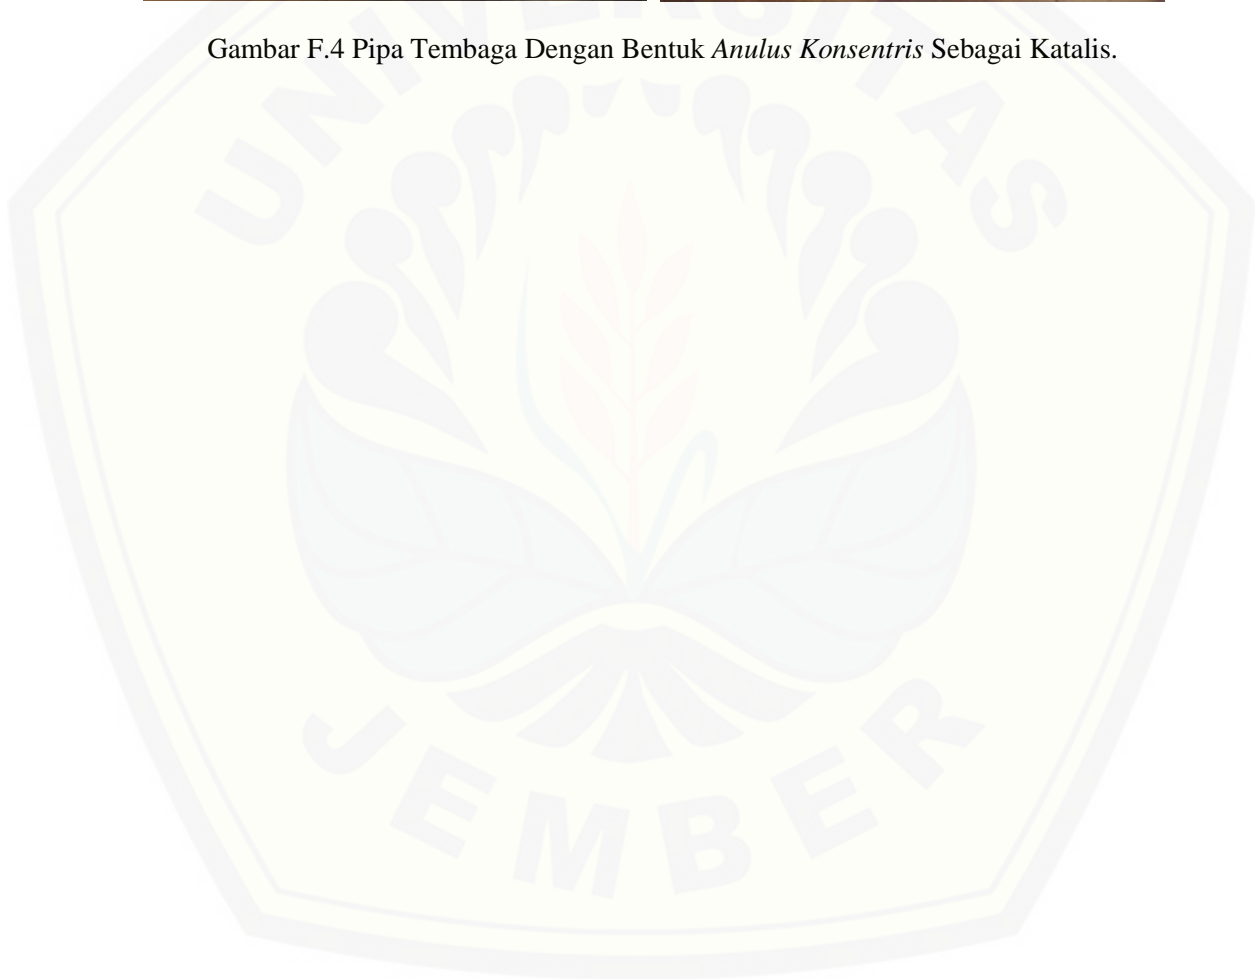 Gambar F.4 Pipa Tembaga Dengan Bentuk Anulus Konsentris Sebagai Katalis.
UNIVERSITAS
JEMBER